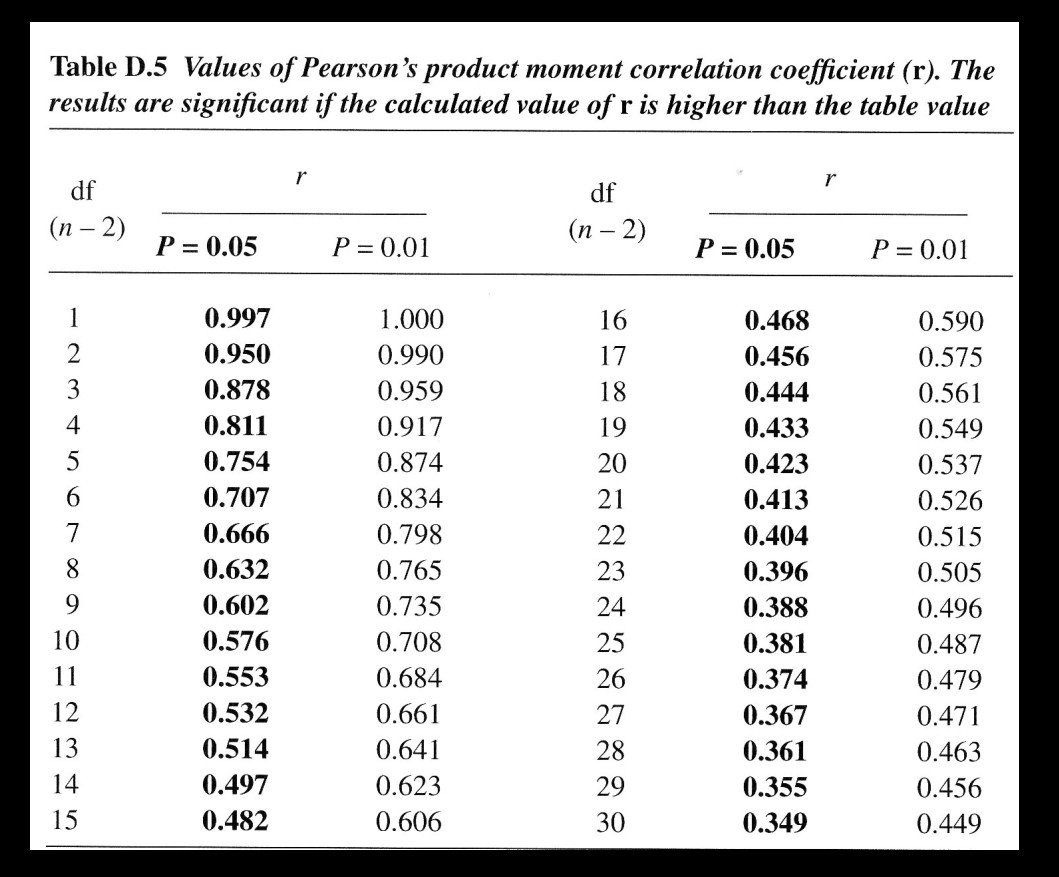 Table D.5 Values of Pearson's product moment correlation coefficient (r). The
results are significant if the calculated value of r is higher than the table value
df r df r
(n – 2) (n – 2)
P = 0.05 P = 0.01 P = 0.05 P = 0.01
1 0.997 1.000 16 0.468 0.590
2 0.950 0.990 17 0.456 0.575
3 0.878 0.959 18 0.444 0.561
4 0.811 0.917 19 0.433 0.549
5 0.754 0.874 20 0.423 0.537
6 0.707 0.834 21 0.413 0.526
7 0.666 0.798 22 0.404 0.515
8 0.632 0.765 23 0.396 0.505
9 0.602 0.735 24 0.388 0.496
10 0.576 0.708 25 0.381 0.487
11 0.553 0.684 26 0.374 0.479
12 0.532 0.661 27 0.367 0.471
13 0.514 0.641 28 0.361 0.463
14 0.497 0.623 29 0.355 0.456
15 0.482 0.606 30 0.349 0.449